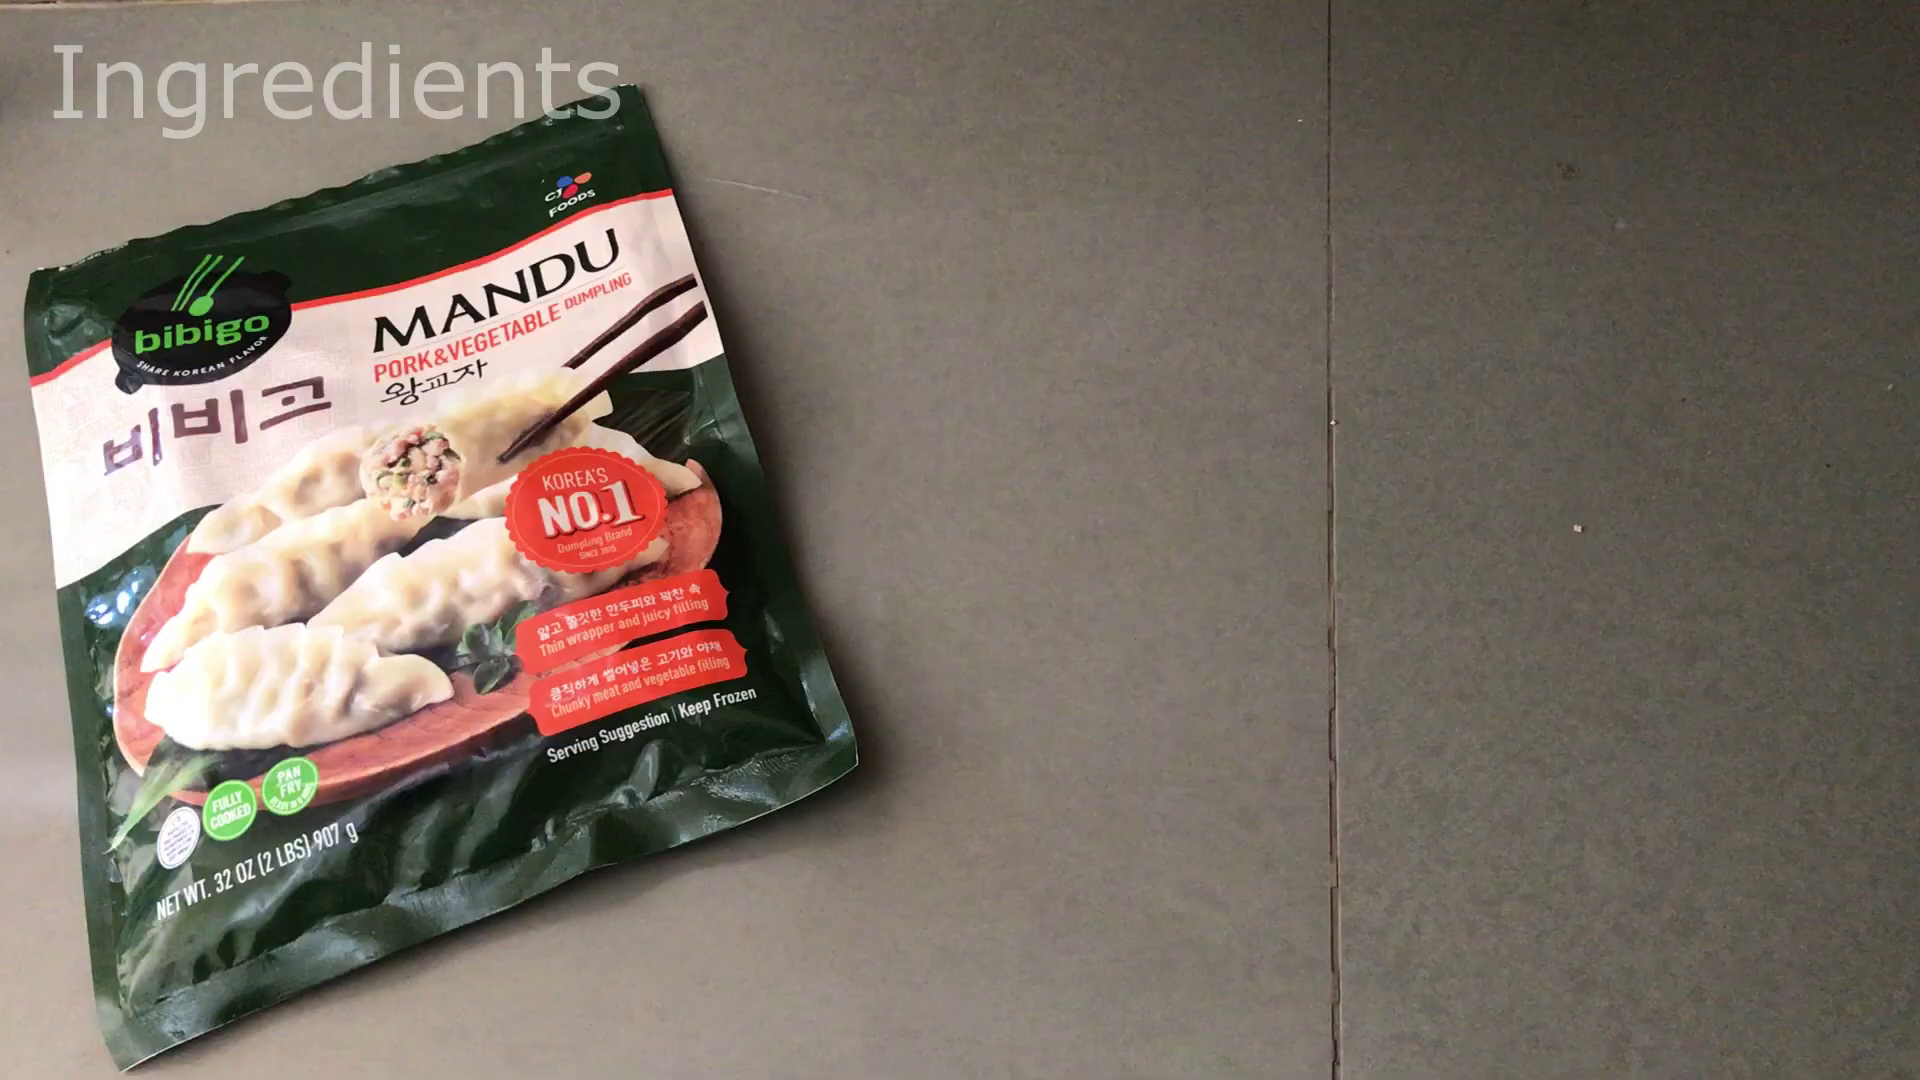 Ingredients
CJ
FOODS
bibigo
SHARE KOREAN FLAVOR
비비고
MANDU
PORK&VEGETABLE DUMPLING
왕교자
KOREA'S
NO.1
Dumpling Brand
SINCE 2015
얇고 쫄깃한 만두피와 꽉찬 속
Thin wrapper and juicy filling
큼직하게 썰어넣은 고기와 야채
Chunky meat and vegetable filling
Serving Suggestion | Keep Frozen
FULLY
COOKED
PAN
FRY
NET WT. 32 OZ (2 LBS) 907 g